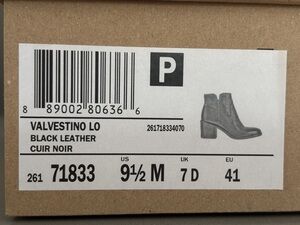 P
8 89002 80636 6
VALVESTINO LO
261718334070
BLACK LEATHER
CUIR NOIR
US UK EU
261 71833 9½ M 7 D 41